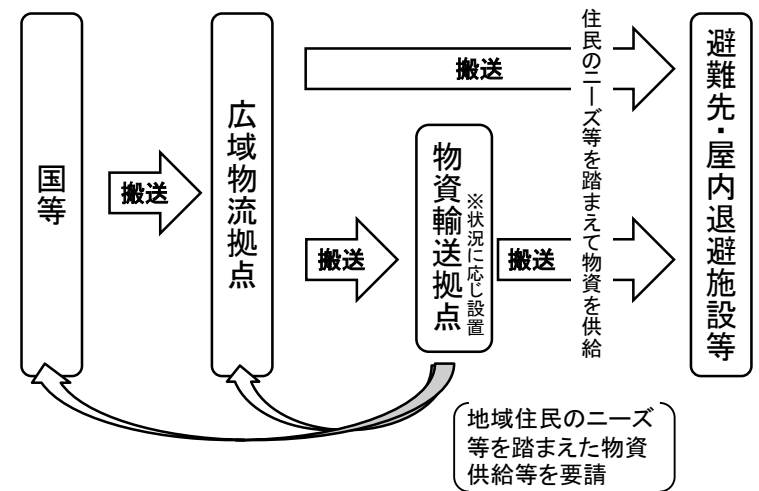 国等
搬送
広域物流拠点
搬送
搬送
物資輸送拠点
※状況に応じ設置
搬送
住民のニーズ等を踏まえて物資を供給
避難先・屋内退避施設等
地域住民のニーズ
等を踏まえた物資
供給等を要請